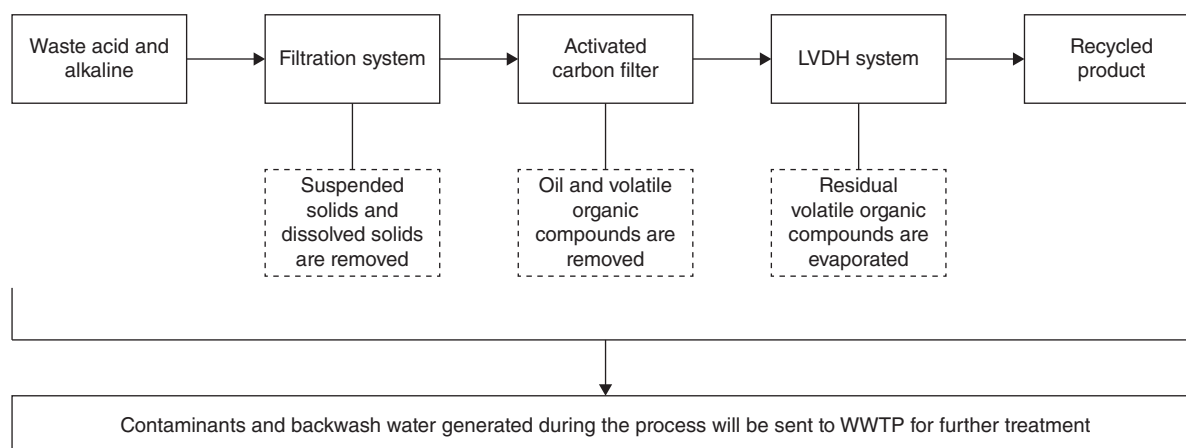 Waste acid and
alkaline
Filtration system
Activated
carbon filter
LVDH system
Recycled
product
Suspended
solids and
dissolved solids
are removed
Oil and volatile
organic
compounds are
removed
Residual
volatile organic
compounds are
evaporated
Contaminants and backwash water generated during the process will be sent to WWTP for further treatment